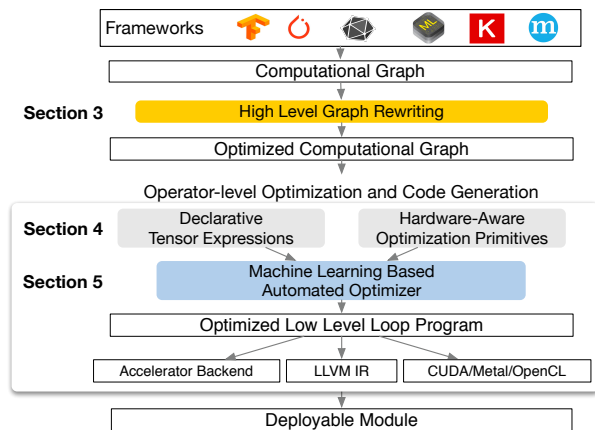 Frameworks
ML
K
m
Computational Graph
Section 3
High Level Graph Rewriting
Optimized Computational Graph
Operator-level Optimization and Code Generation
Section 4
Declarative
Tensor Expressions
Hardware-Aware
Optimization Primitives
Section 5
Machine Learning Based
Automated Optimizer
Optimized Low Level Loop Program
Accelerator Backend
LLVM IR
CUDA/Metal/OpenCL
Deployable Module